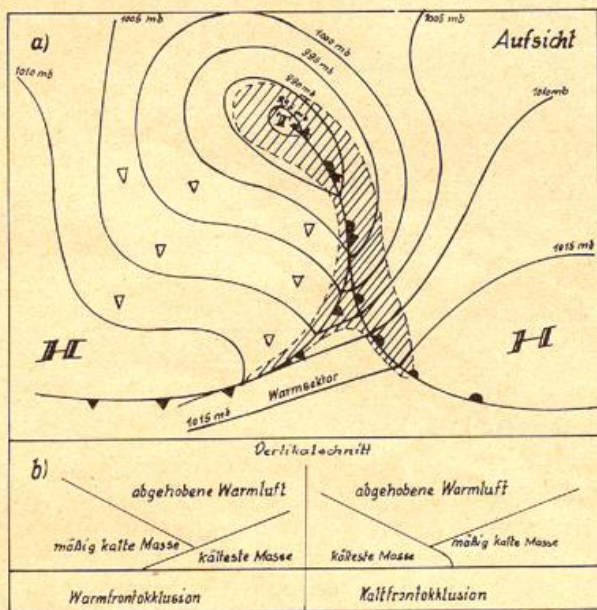 a)
Aufsicht
1005 mb
1000 mb
1005 mb
995 mb
1010 mb
990 mb
1010 mb
T
1015 mb
H
H
Warmsektor
1015 mb
Vertikalschnitt
b)
abgehobene Warmluft
abgehobene Warmluft
mäßig kalte Masse
kälteste Masse
kälteste Masse
mäßig kalte Masse
Warmfrontokklusion
Kaltfrontokklusion